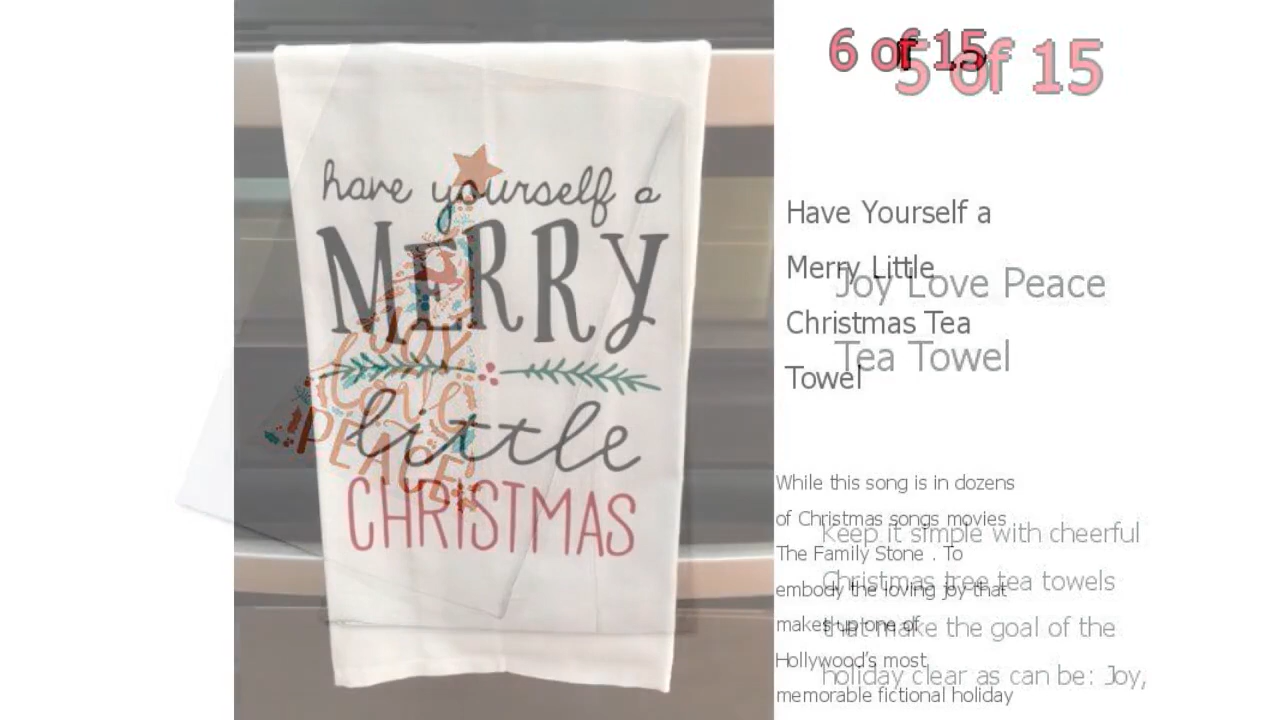 6 of 15
5 of 15
have yourself a
MERRY
JOY
LOVE
PEACE
little
CHRISTMAS
Have Yourself a
Merry Little
Christmas Tea
Towel
Joy Love Peace
Tea Towel
While this song is in dozens
of Christmas songs movies
The Family Stone . To
embody the loving joy that
makes up one of
Hollywood's most
memorable fictional holiday
Keep it simple with cheerful
Christmas tree tea towels
that make the goal of the
holiday clear as can be: Joy,